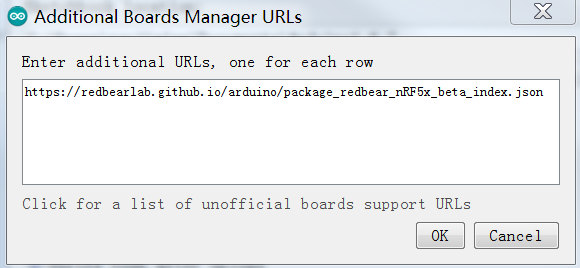 Additional Boards Manager URLs
Enter additional URLs, one for each row
https://redbearlab.github.io/arduino/package_redbear_nRF5x_beta_index.json
Click for a list of unofficial boards support URLs
OK Cancel